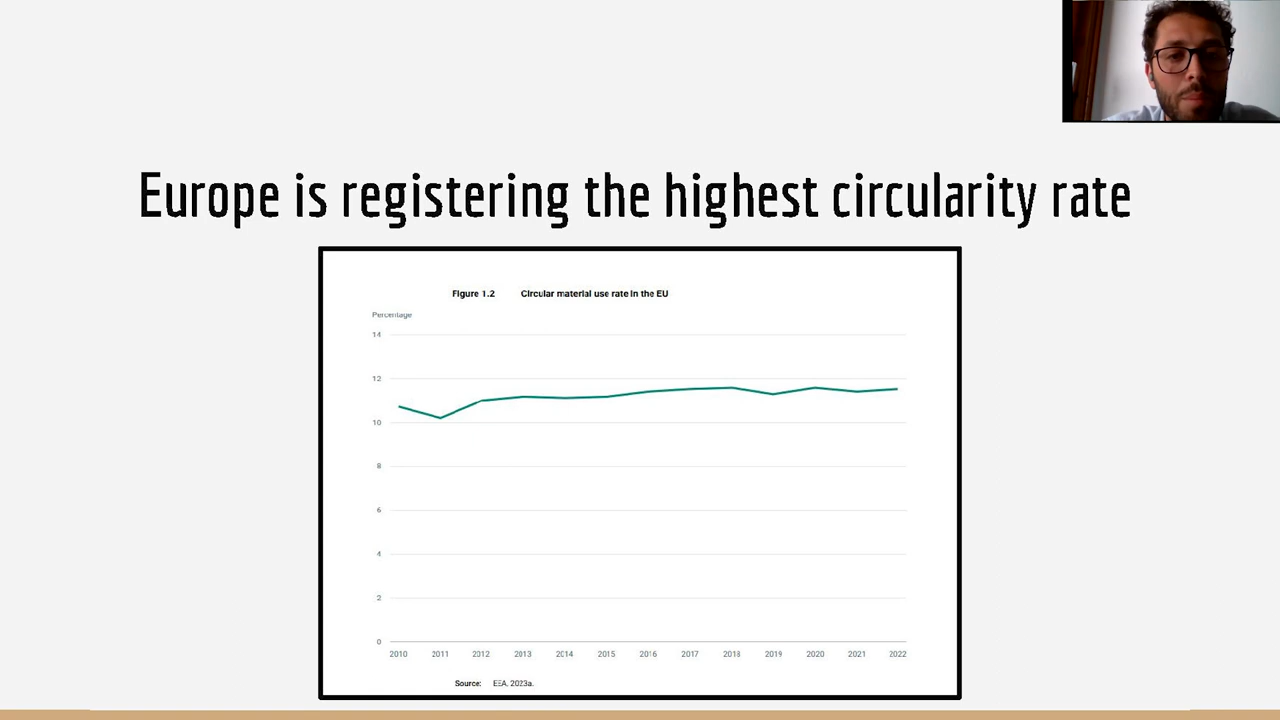 Europe is registering the highest circularity rate
Figure 1.2 Circular material use rate in the EU
Percentage
14
12
10
8
6
4
2
0
2010 2011 2012 2013 2014 2015 2016 2017 2018 2019 2020 2021 2022
Source: EEA, 2023a.